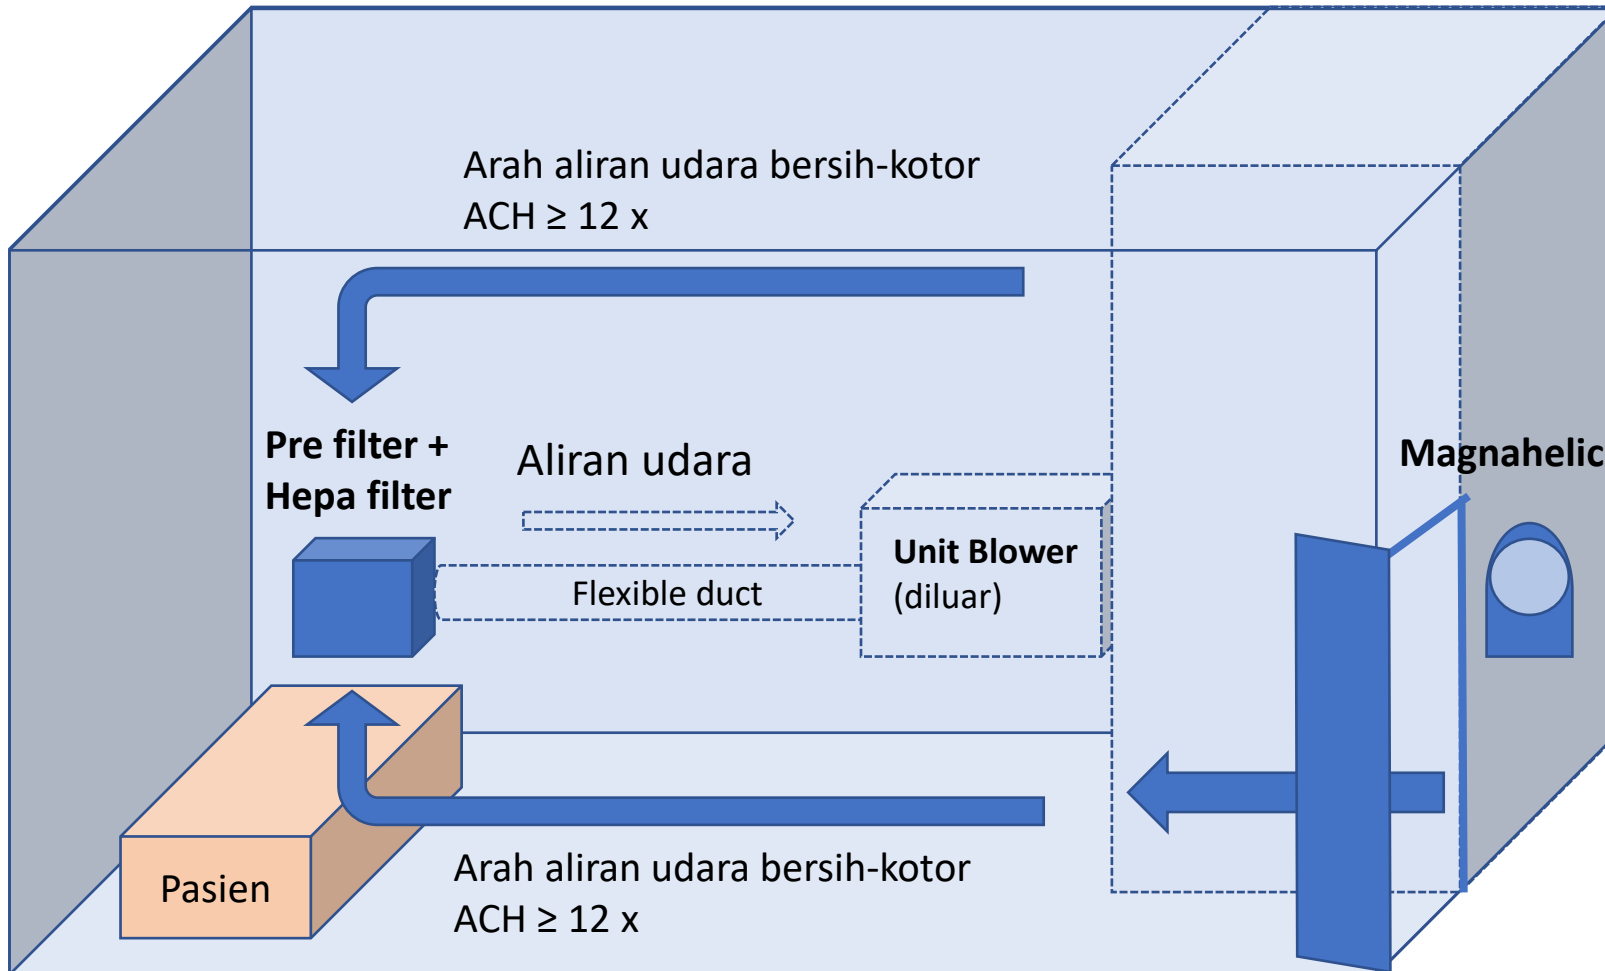 Arah aliran udara bersih-kotor
ACH ≥ 12 x
Pre filter +
Hepa filter
Aliran udara
Magnahelic
Unit Blower
(diluar)
Flexible duct
Pasien
Arah aliran udara bersih-kotor
ACH ≥ 12 x